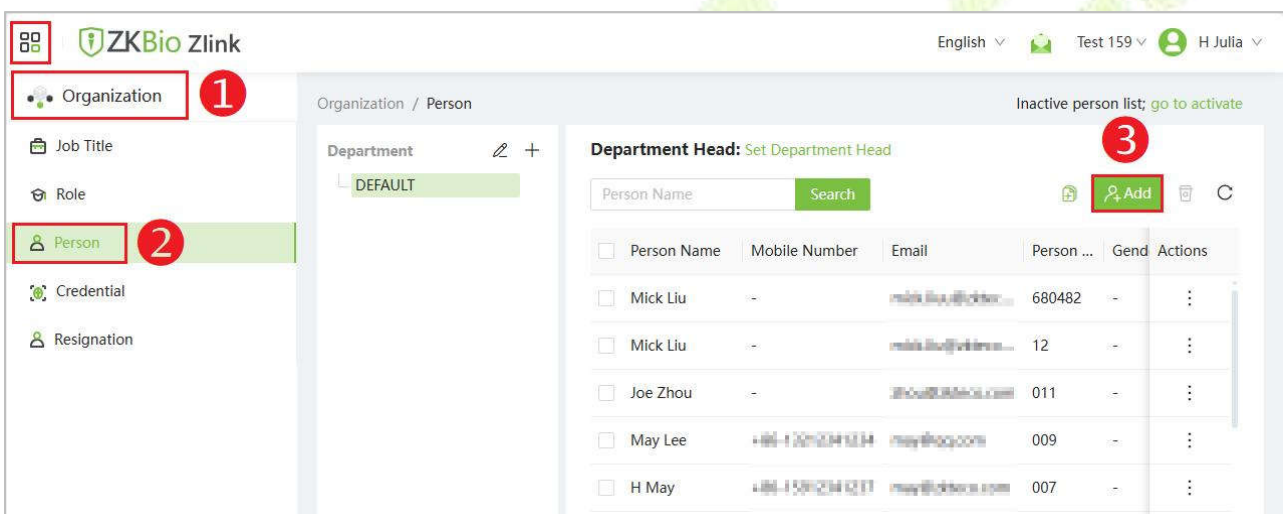 ZKBio Zlink
English
Test 159
H Julia
Organization
1
Job Title
Role
Person
2
Credential
Resignation
Organization / Person
Inactive person list; go to activate
Department
DEFAULT
Department Head: Set Department Head
3
Person Name
Search
Add
Person Name Mobile Number Email Person ... Gend Actions
Mick Liu - 680482 -
Mick Liu - 12 -
Joe Zhou - 011 -
May Lee 009 -
H May 007 -